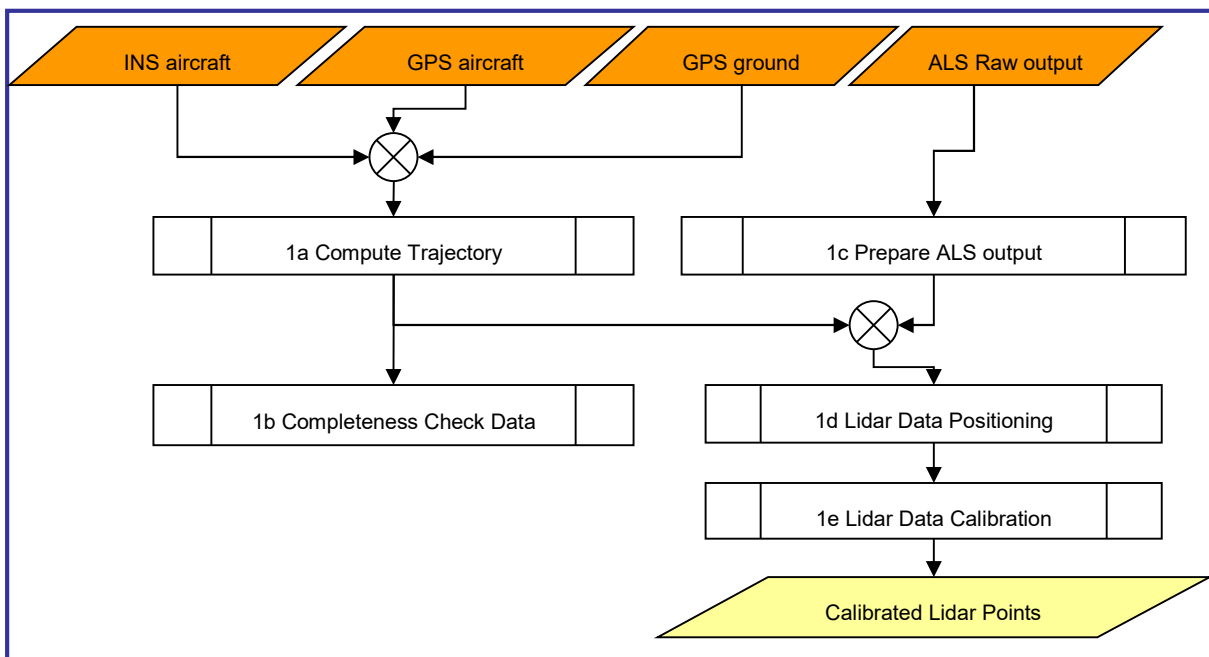 INS aircraft
GPS aircraft
GPS ground
ALS Raw output
1a Compute Trajectory
1c Prepare ALS output
1b Completeness Check Data
1d Lidar Data Positioning
1e Lidar Data Calibration
Calibrated Lidar Points